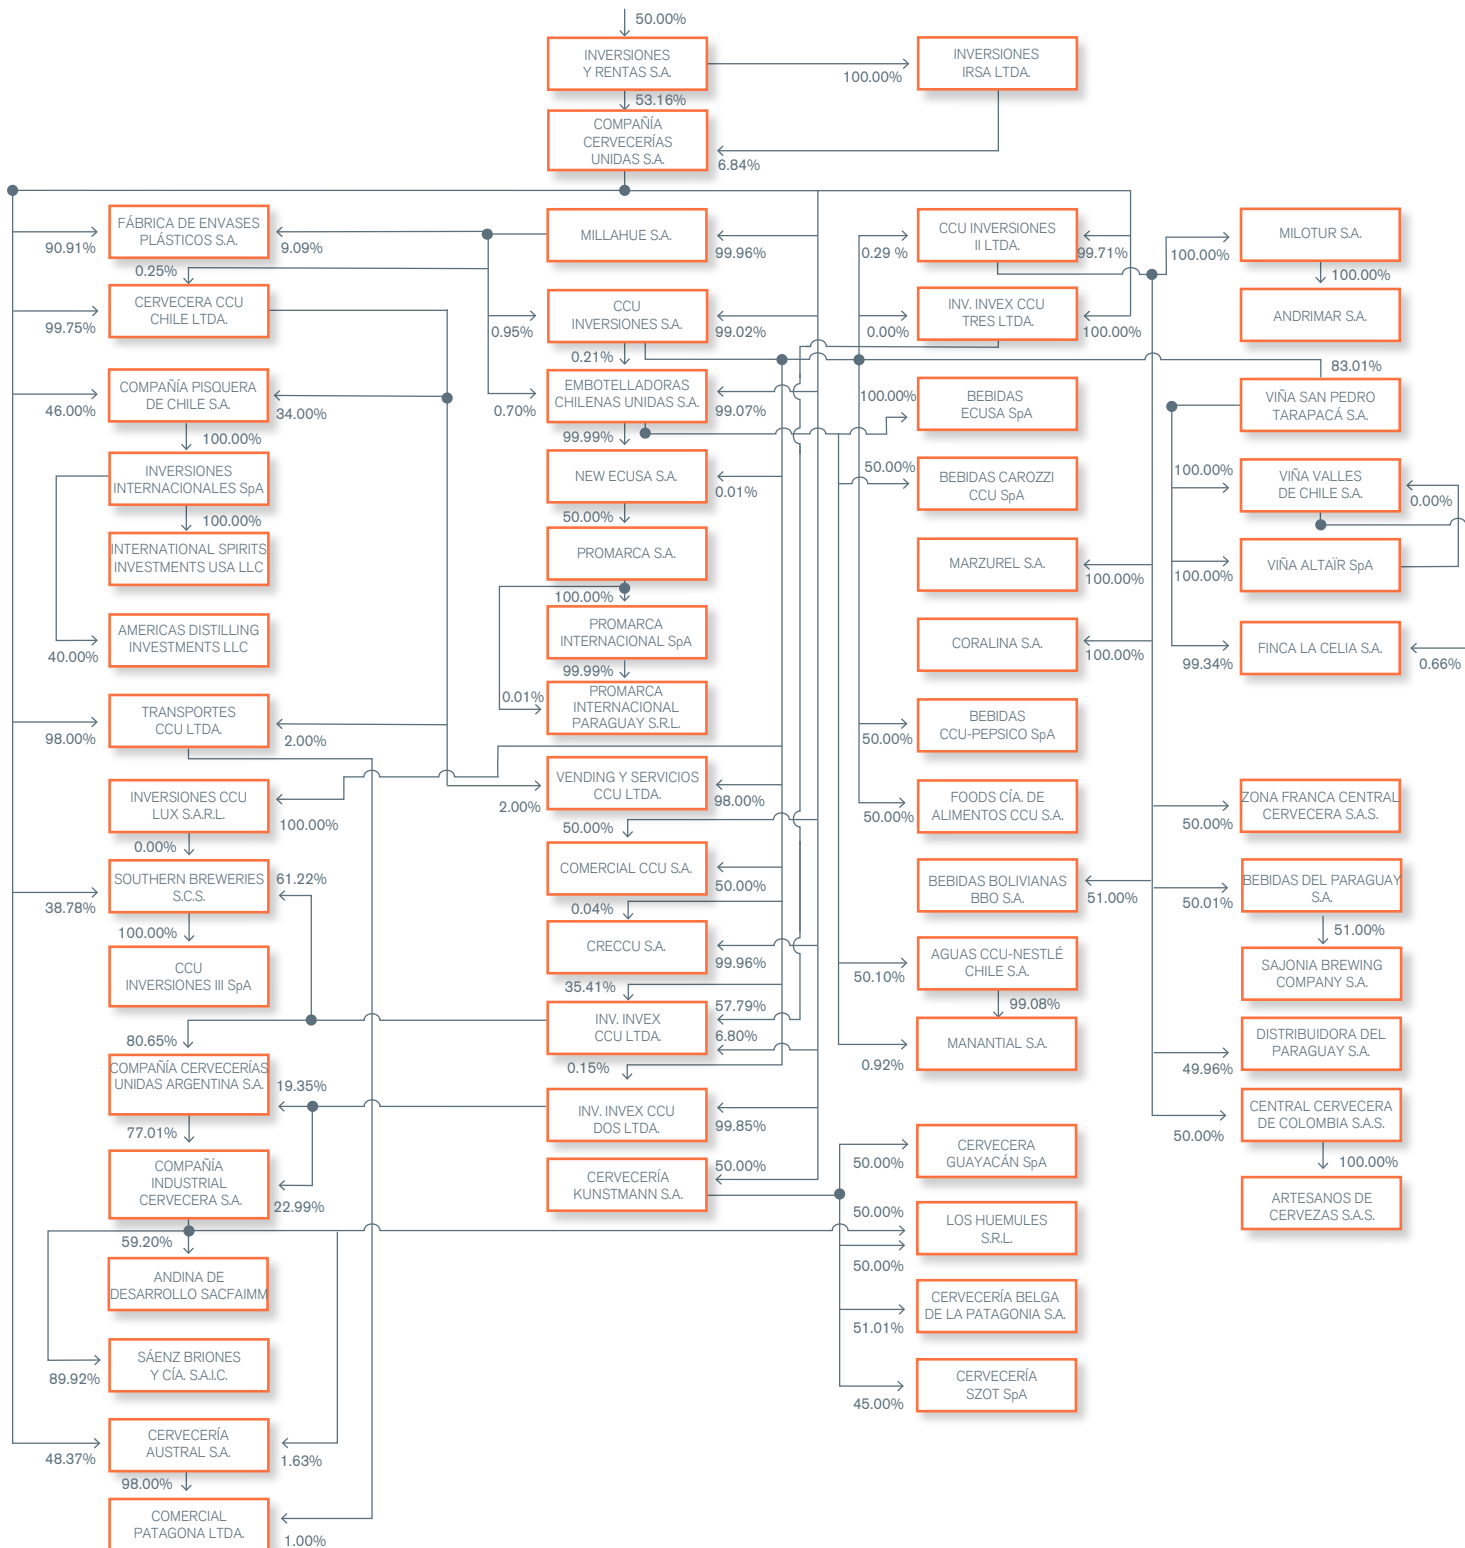 50.00%
INVERSIONES
Y RENTAS S.A.
100.00%
INVERSIONES
IRSA LTDA.
53.16%
COMPAÑÍA
CERVECERÍAS
UNIDAS S.A.
6.84%
90.91%
FÁBRICA DE ENVASES
PLÁSTICOS S.A.
9.09%
0.25%
99.75%
CERVECERA CCU
CHILE LTDA.
46.00%
COMPAÑÍA PISQUERA
DE CHILE S.A.
34.00%
100.00%
INVERSIONES
INTERNACIONALES SpA
100.00%
INTERNATIONAL SPIRITS
INVESTMENTS USA LLC
40.00%
AMERICAS DISTILLING
INVESTMENTS LLC
98.00%
TRANSPORTES
CCU LTDA.
2.00%
INVERSIONES CCU
LUX S.A.R.L.
100.00%
0.00%
38.78%
SOUTHERN BREWERIES
S.C.S.
61.22%
100.00%
CCU
INVERSIONES III SpA
80.65%
COMPAÑÍA CERVECERÍAS
UNIDAS ARGENTINA S.A.
19.35%
77.01%
COMPAÑÍA
INDUSTRIAL
CERVECERA S.A.
22.99%
59.20%
ANDINA DE
DESARROLLO SACFAIMM
89.92%
SÁENZ BRIONES
Y CÍA. S.A.I.C.
48.37%
CERVECERÍA
AUSTRAL S.A.
1.63%
98.00%
COMERCIAL
PATAGONA LTDA.
1.00%
MILLAHUE S.A.
99.96%
0.95%
CCU
INVERSIONES S.A.
99.02%
0.21%
0.70%
EMBOTELLADORAS
CHILENAS UNIDAS S.A.
99.07%
99.99%
NEW ECUSA S.A.
0.01%
50.00%
PROMARCA S.A.
100.00%
PROMARCA
INTERNACIONAL SpA
99.99%
0.01%
PROMARCA
INTERNACIONAL
PARAGUAY S.R.L.
2.00%
VENDING Y SERVICIOS
CCU LTDA.
98.00%
50.00%
COMERCIAL CCU S.A.
50.00%
0.04%
CRECCU S.A.
99.96%
35.41%
INV. INVEX
CCU LTDA.
57.79%
6.80%
0.15%
INV. INVEX CCU
DOS LTDA.
99.85%
CERVECERÍA
KUNSTMANN S.A.
50.00%
0.29 %
CCU INVERSIONES
II LTDA.
99.71%
0.00%
INV. INVEX CCU
TRES LTDA.
100.00%
100.00%
BEBIDAS
ECUSA SpA
50.00%
BEBIDAS CAROZZI
CCU SpA
MARZUREL S.A.
100.00%
CORALINA S.A.
100.00%
50.00%
BEBIDAS
CCU-PEPSICO SpA
50.00%
FOODS CÍA. DE
ALIMENTOS CCU S.A.
BEBIDAS BOLIVIANAS
BBO S.A.
51.00%
50.10%
AGUAS CCU-NESTLÉ
CHILE S.A.
99.08%
0.92%
MANANTIAL S.A.
50.00%
CERVECERA
GUAYACÁN SpA
50.00%
LOS HUEMULES
S.R.L.
50.00%
51.01%
CERVECERÍA BELGA
DE LA PATAGONIA S.A.
45.00%
CERVECERÍA
SZOT SpA
100.00%
MILOTUR S.A.
100.00%
ANDRIMAR S.A.
83.01%
VIÑA SAN PEDRO
TARAPACÁ S.A.
100.00%
VIÑA VALLES
DE CHILE S.A.
0.00%
100.00%
VIÑA ALTAÏR SpA
99.34%
FINCA LA CELIA S.A.
0.66%
50.00%
ZONA FRANCA CENTRAL
CERVECERA S.A.S.
50.01%
BEBIDAS DEL PARAGUAY
S.A.
51.00%
SAJONIA BREWING
COMPANY S.A.
49.96%
DISTRIBUIDORA DEL
PARAGUAY S.A.
50.00%
CENTRAL CERVECERA
DE COLOMBIA S.A.S.
100.00%
ARTESANOS DE
CERVEZAS S.A.S.